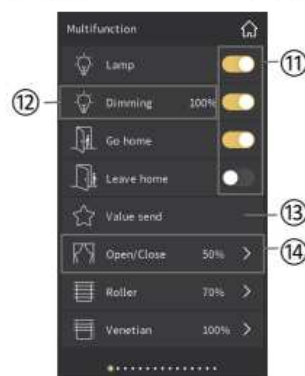 Multifunction
Lamp
⑪
⑫
Dimming 100%
Go home
Leave home
Value send
⑬
Open/Close 50% >
⑭
Roller 70% >
Venetian 100% >